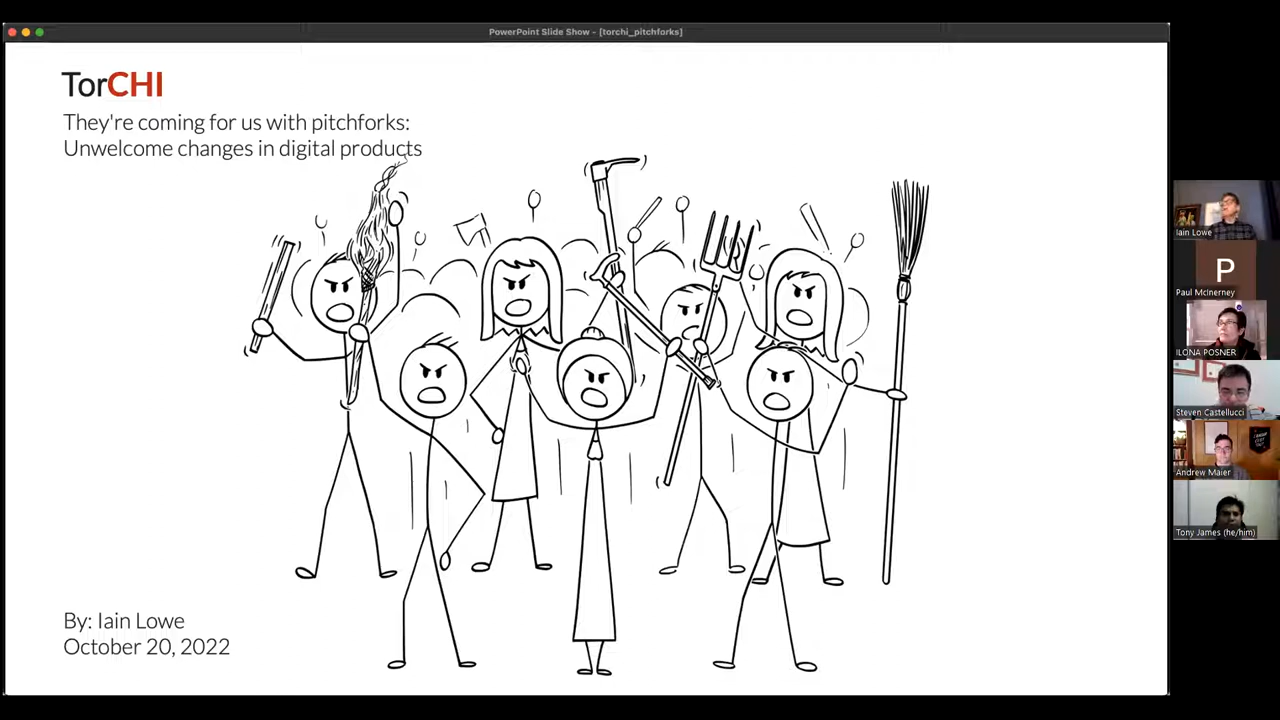 PowerPoint Slide Show - [torchi_pitchforks]
TorCHI
They're coming for us with pitchforks:
Unwelcome changes in digital products
By: Iain Lowe
October 20, 2022
Iain Lowe
P
Paul McInerney
ILONA POSNER
Steven Castellucci
Andrew Maier
Tony James (he/him)